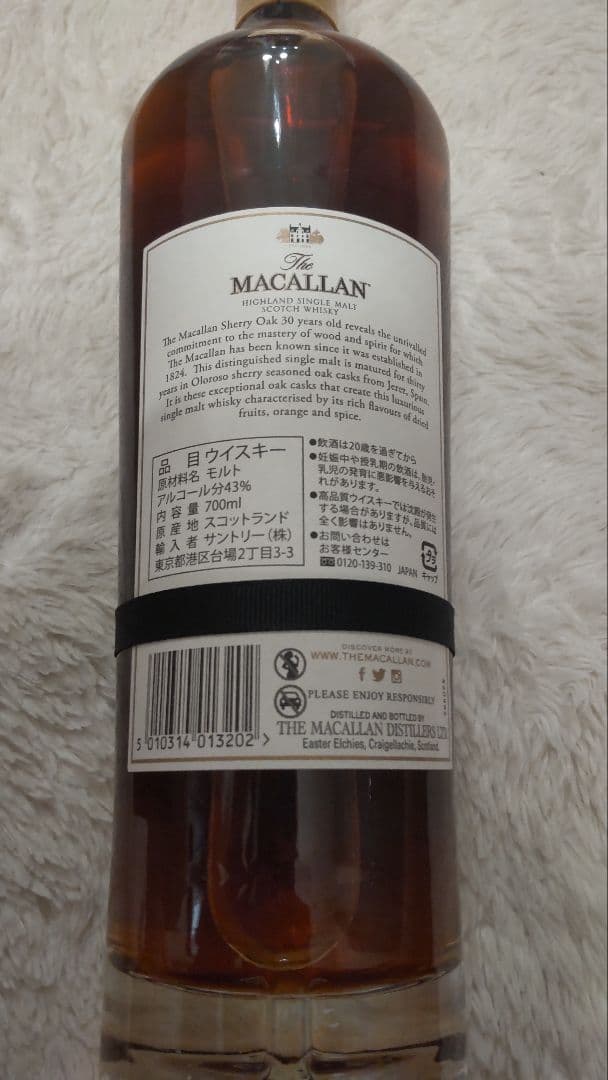 The
MACALLAN
HIGHLAND SINGLE MALT
SCOTCH WHISKY
The Macallan Sherry Oak 30 years old reveals the unrivalled
commitment to the mastery of wood and spirit for which
The Macallan has been known since it was established in
1824. This distinguished single malt is matured for thirty
years in Oloroso sherry seasoned oak casks from Jerez, Spain.
It is these exceptional oak casks that create this luxurious
single malt whisky characterised by its rich flavours of dried
fruits, orange and spice.
品目 ウイスキー
原材料名 モルト
アルコール分43%
内容量 700ml
原産地 スコットランド
輸入者 サントリー(株)
東京都港区台場2丁目3-3
●飲酒は20歳を過ぎてから
●妊娠中や授乳期の飲酒は、胎児・
乳児の発育に悪影響を与えるおそ
れがあります。
●高品質ウイスキーでは沈殿が発生
する場合がありますが、品質には
全く影響はありません。
●お問い合わせは
お客様センター
0120-139-310 JAPAN
プラ
キャップ
5 010314 013202 >
DISCOVER MORE AT
WWW.THEMACALLAN.COM
PLEASE ENJOY RESPONSIBLY
DISTILLED AND BOTTLED BY
THE MACALLAN DISTILLERS LTD.
Easter Elchies, Craigellachie, Scotland.